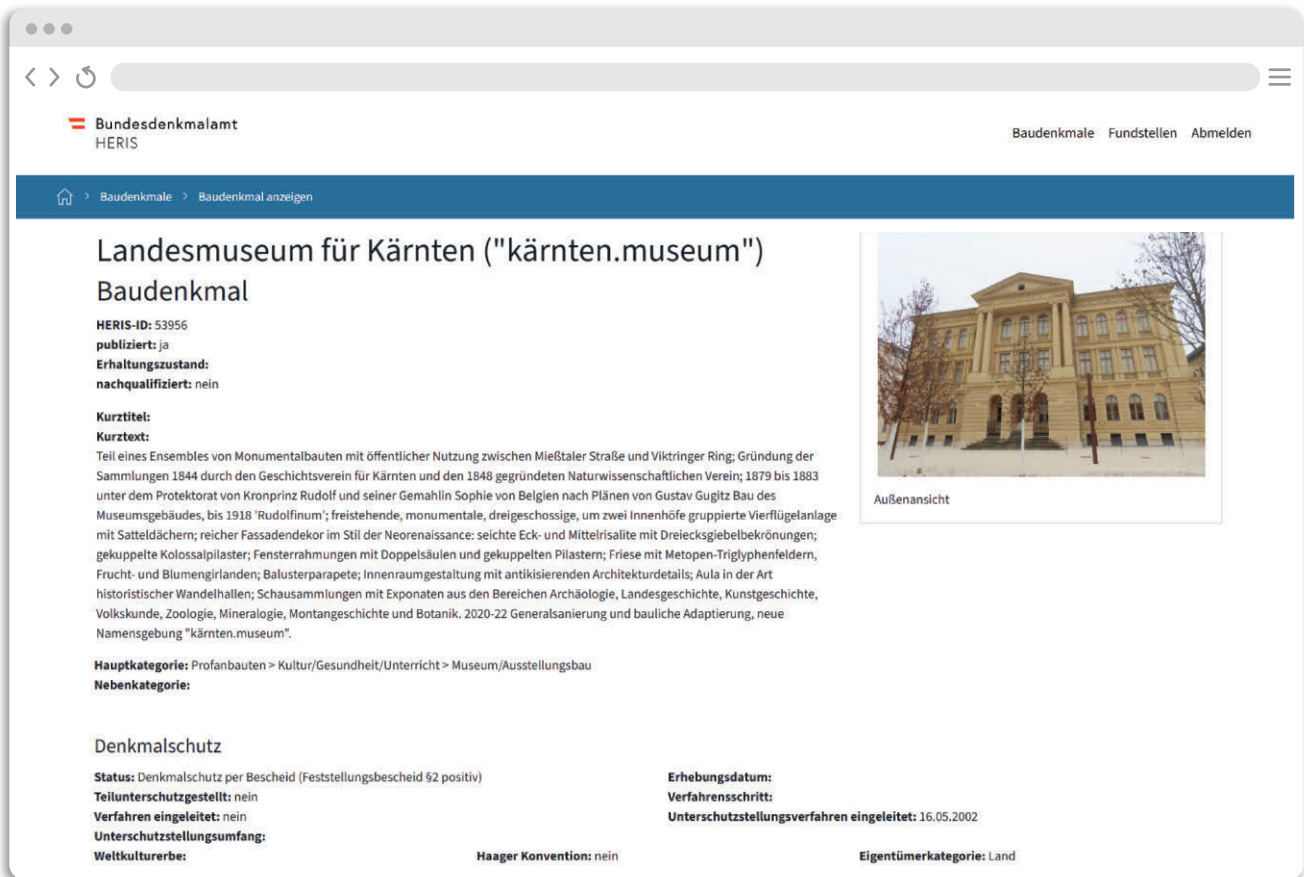 Bundesdenkmalamt
HERIS
Baudenkmale Fundstellen Abmelden
> Baudenkmale > Baudenkmal anzeigen
Landesmuseum für Kärnten ("kärnten.museum")
Baudenkmal
HERIS-ID: 53956
publiziert: ja
Erhaltungszustand:
nachqualifiziert: nein
Kurztitel:
Kurztext:
Teil eines Ensembles von Monumentalbauten mit öffentlicher Nutzung zwischen Mießtaler Straße und Viktringer Ring; Gründung der
Sammlungen 1844 durch den Geschichtsverein für Kärnten und den 1848 gegründeten Naturwissenschaftlichen Verein; 1879 bis 1883
unter dem Protektorat von Kronprinz Rudolf und seiner Gemahlin Sophie von Belgien nach Plänen von Gustav Gugitz Bau des
Museumsgebäudes, bis 1918 'Rudolfinum'; freistehende, monumentale, dreigeschossige, um zwei Innenhöfe gruppierte Vierflügelanlage
mit Satteldächern; reicher Fassadendekor im Stil der Neorenaissance: seichte Eck- und Mittelrisalite mit Dreiecksgiebelbekrönungen;
gekuppelte Kolossalpilaster; Fensterrahmungen mit Doppelsäulen und gekuppelten Pilastern; Friese mit Metopen-Triglyphenfeldern,
Frucht- und Blumengirlanden; Balusterparapete; Innenraumgestaltung mit antikisierenden Architekturdetails; Aula in der Art
historistischer Wandelhallen; Schausammlungen mit Exponaten aus den Bereichen Archäologie, Landesgeschichte, Kunstgeschichte,
Volkskunde, Zoologie, Mineralogie, Montangeschichte und Botanik. 2020-22 Generalsanierung und bauliche Adaptierung, neue
Namensgebung "kärnten.museum".
Außenansicht
Hauptkategorie: Profanbauten > Kultur/Gesundheit/Unterricht > Museum/Ausstellungsbau
Nebenkategorie:
Denkmalschutz
Status: Denkmalschutz per Bescheid (Feststellungsbescheid §2 positiv) Erhebungsdatum:
Teilunterschutzgestellt: nein Verfahrensschritt:
Verfahren eingeleitet: nein Unterschutzstellungsverfahren eingeleitet: 16.05.2002
Unterschutzstellungsumfang:
Weltkulturerbe: Haager Konvention: nein Eigentümerkategorie: Land